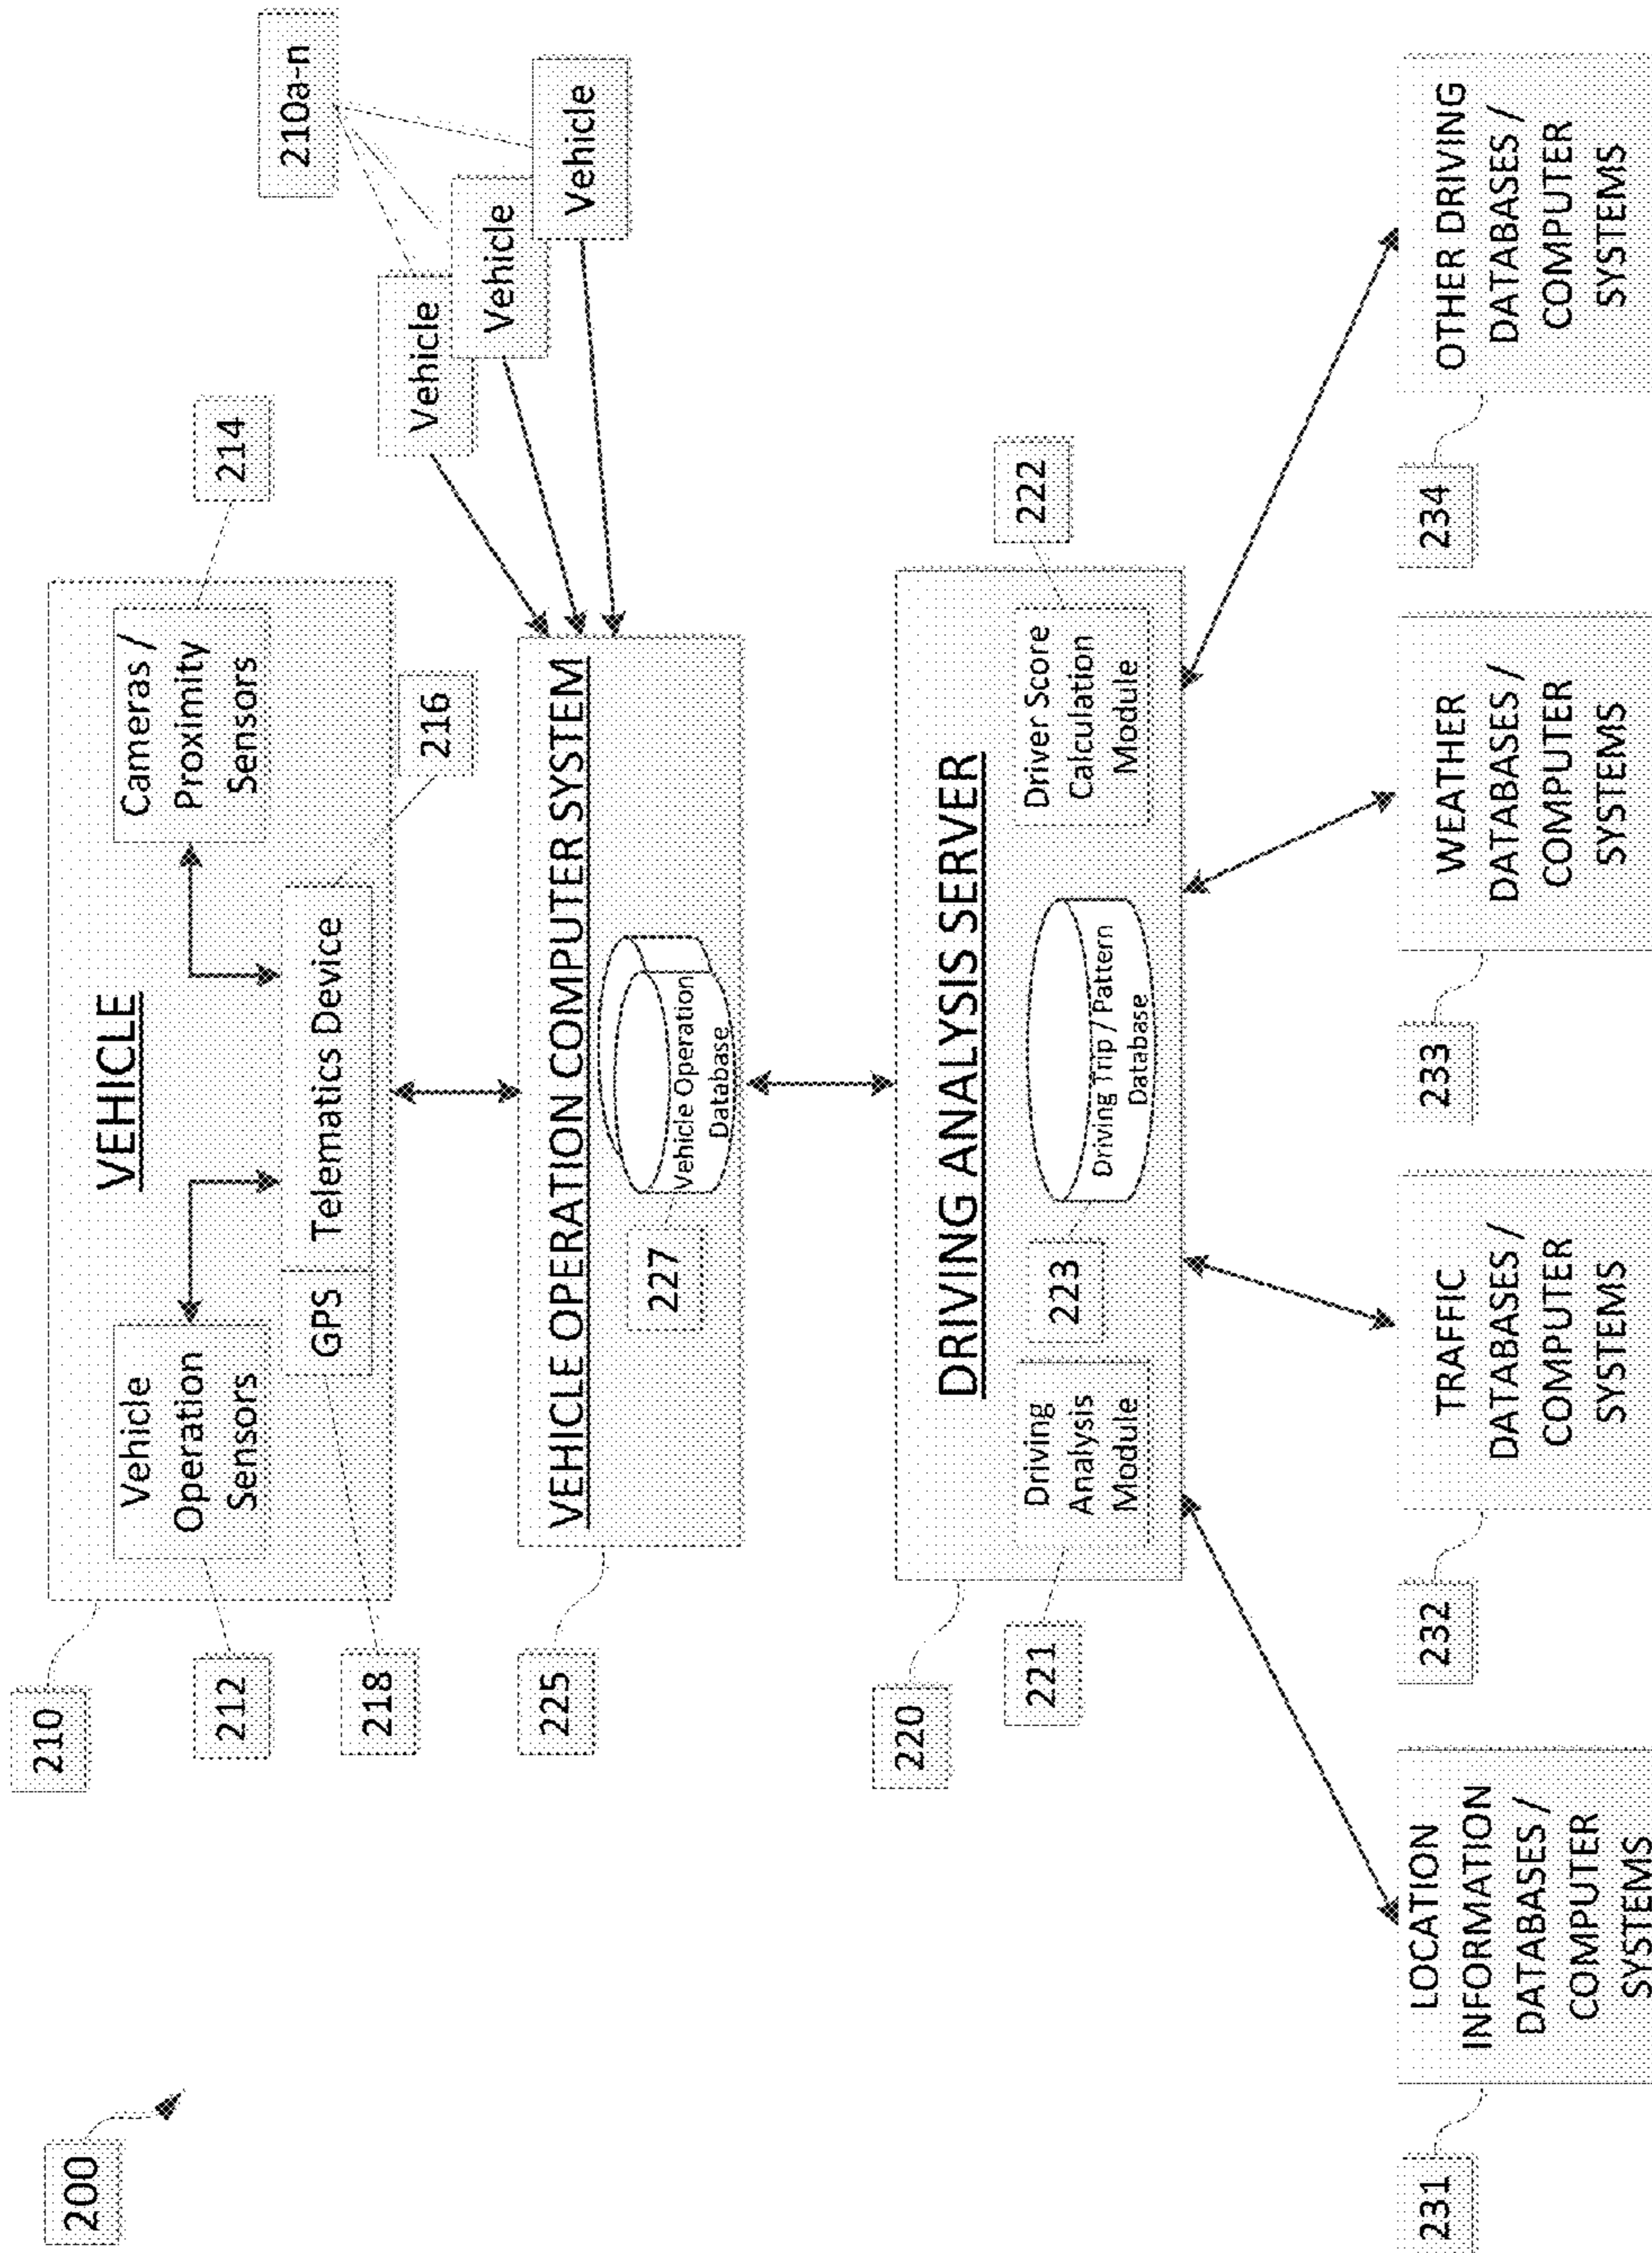 200
210
VEHICLE
Vehicle
Operation
Sensors
212
Cameras /
Proximity
Sensors
214
GPS
Telematics Device
218
216
210a-n
Vehicle
Vehicle
Vehicle
225
VEHICLE OPERATION COMPUTER SYSTEM
227
Vehicle Operation
Database
220
DRIVING ANALYSIS SERVER
221
Driving
Analysis
Module
223
Driving Trip / Pattern
Database
Driver Score
Calculation
Module
222
231
LOCATION
INFORMATION
DATABASES /
COMPUTER
SYSTEMS
232
TRAFFIC
DATABASES /
COMPUTER
SYSTEMS
233
WEATHER
DATABASES /
COMPUTER
SYSTEMS
234
OTHER DRIVING
DATABASES /
COMPUTER
SYSTEMS